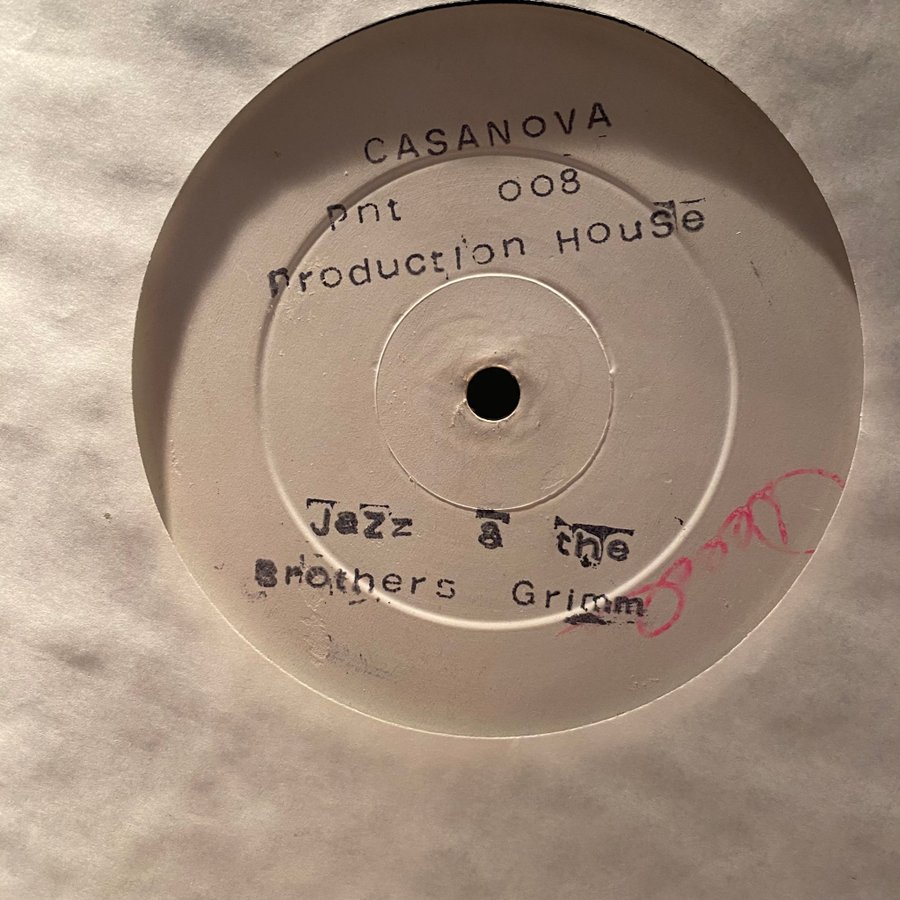 CASANOVA
Pnt 008
Production House
Jazz & the
Brothers Grimm